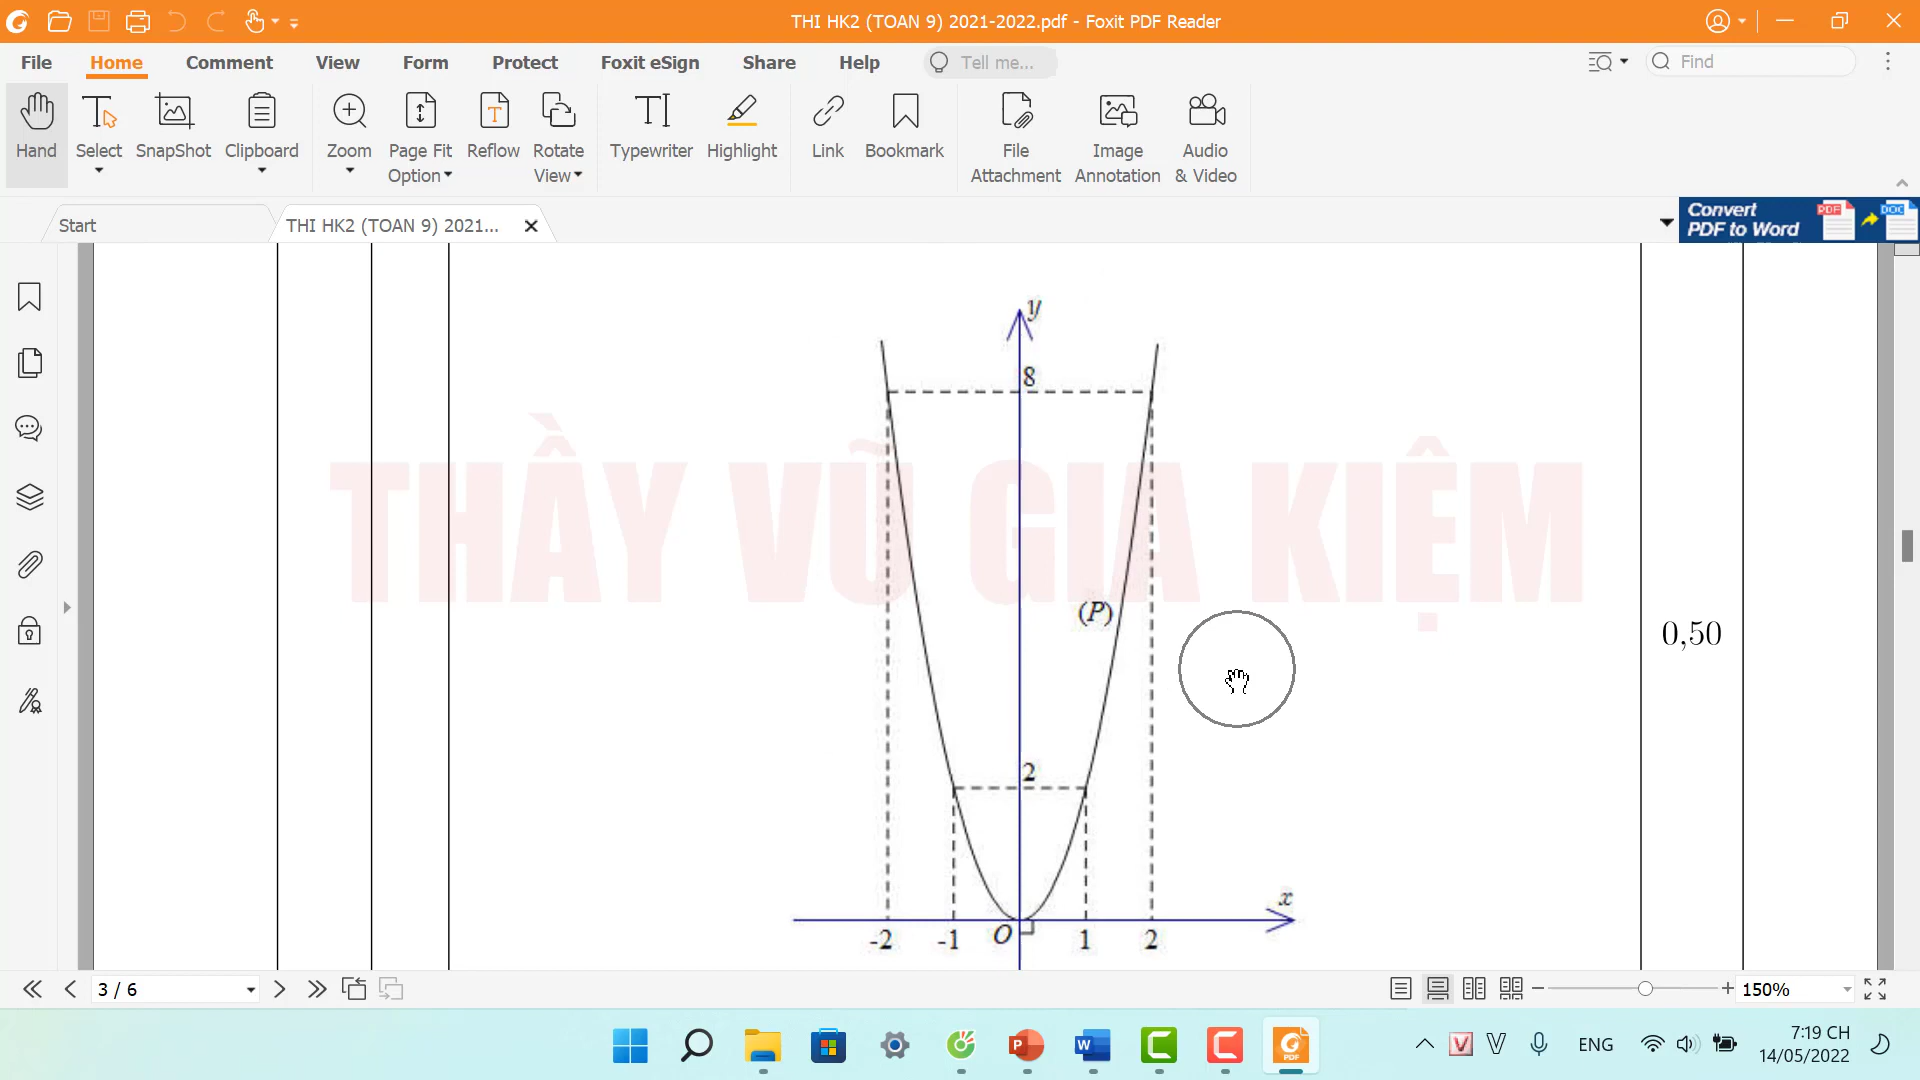 THI HK2 (TOAN 9) 2021-2022.pdf - Foxit PDF Reader
File Home Comment View Form Protect Foxit eSign Share Help Tell me... Find
Hand Select SnapShot Clipboard Zoom Page Fit Option Reflow Rotate View Typewriter Highlight Link Bookmark File Attachment Image Annotation Audio & Video
Start THI HK2 (TOAN 9) 2021... Convert PDF to Word PDF DOC
y
8
THẦY VŨ GIA KIỆM
(P)
0,50
2
x
-2 -1 O 1 2
3 / 6 150%
ENG 7:19 CH
14/05/2022